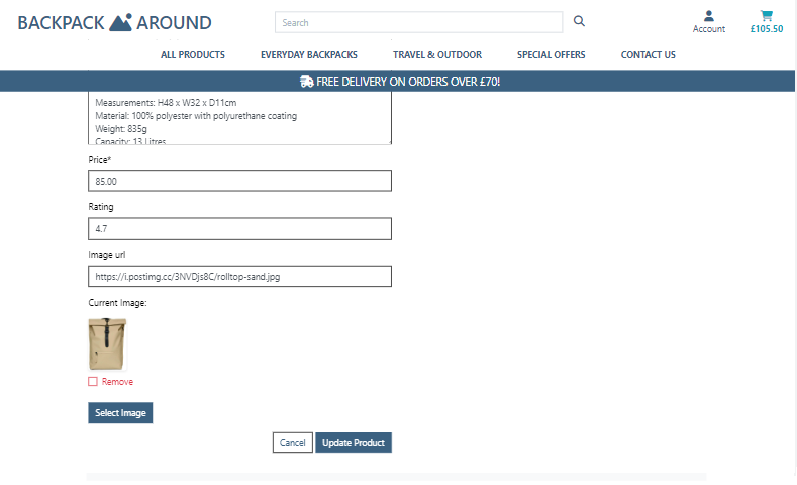 BACKPACK AROUND
Search
Account
£105.50
ALL PRODUCTS EVERYDAY BACKPACKS TRAVEL & OUTDOOR SPECIAL OFFERS CONTACT US
FREE DELIVERY ON ORDERS OVER £70!
Measurements: H48 x W32 x D11cm
Material: 100% polyester with polyurethane coating
Weight: 835g
Capacity: 13 Litres
Price*
85.00
Rating
4.7
Image url
https://i.postimg.cc/3NVDjs8C/rolltop-sand.jpg
Current Image:
Remove
Select Image
Cancel Update Product